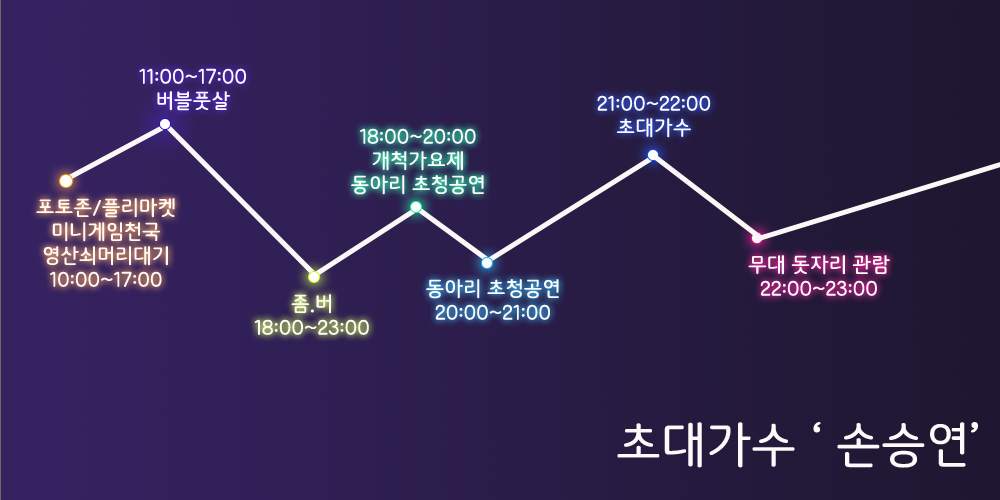 11:00~17:00
버블풋살
포토존/플리마켓
미니게임천국
영산쇠머리대기
10:00~17:00
좀.버
18:00~23:00
18:00~20:00
개척가요제
동아리 초청공연
동아리 초청공연
20:00~21:00
21:00~22:00
초대가수
무대 돗자리 관람
22:00~23:00
초대가수 ‘ 손승연’